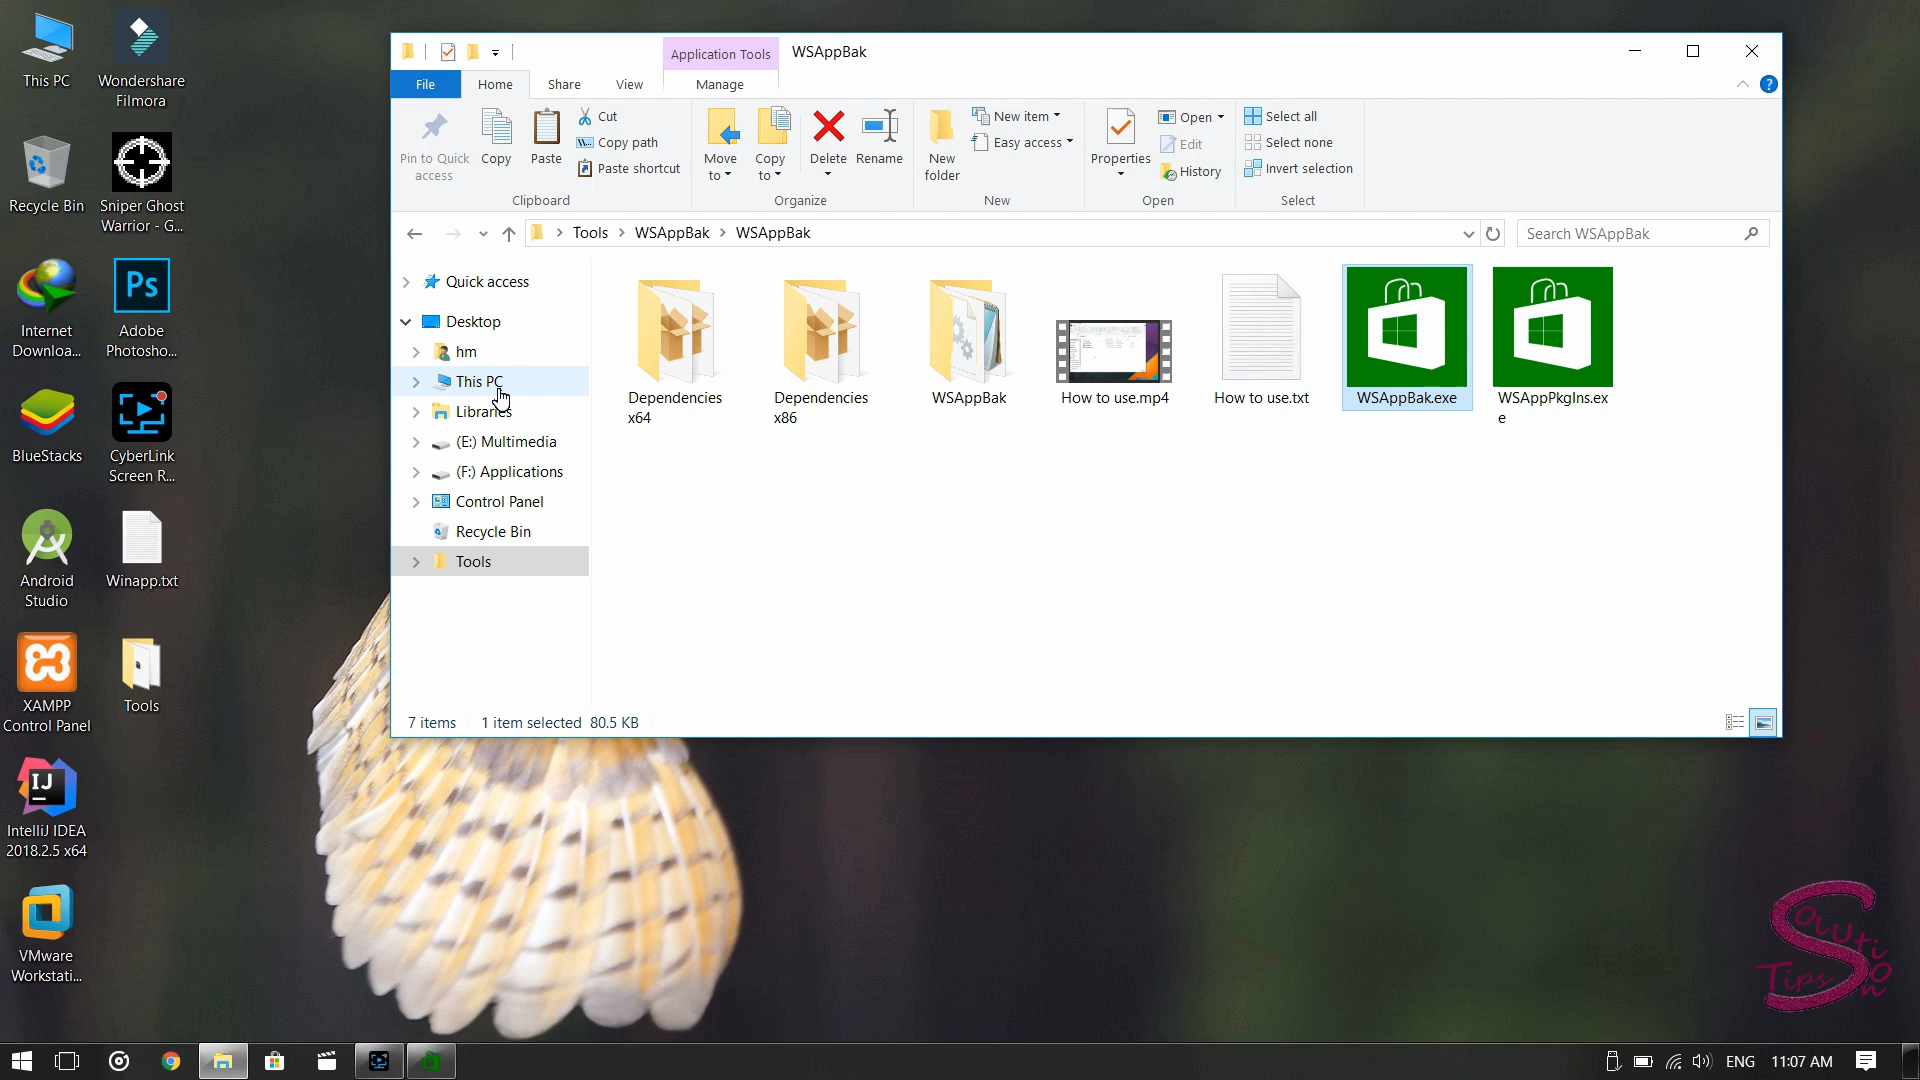 This PC
Wondershare
Filmora
Recycle Bin
Sniper Ghost
Warrior - G...
Internet
Downloa...
Ps
Adobe
Photosho...
BlueStacks
CyberLink
Screen R...
Android
Studio
Winapp.txt
XAMPP
Control Panel
Tools
IJ
IntelliJ IDEA
2018.2.5 x64
VMware
Workstati...
Application Tools
WSAppBak
File
Home
Share
View
Manage
?
Pin to Quick
access
Copy
Paste
Cut
W... Copy path
Paste shortcut
Clipboard
Move
to
Copy
to
Delete
Rename
Organize
New
folder
New item
Easy access
New
Properties
Open
Edit
History
Open
Select all
Select none
Invert selection
Select
Tools > WSAppBak > WSAppBak
Search WSAppBak
Quick access
Desktop
hm
This PC
Libraries
(E:) Multimedia
(F:) Applications
Control Panel
Recycle Bin
Tools
Dependencies
x64
Dependencies
x86
WSAppBak
How to use.mp4
How to use.txt
WSAppBak.exe
WSAppPkgIns.ex
e
7 items
1 item selected 80.5 KB
Solution
Tips
ENG
11:07 AM